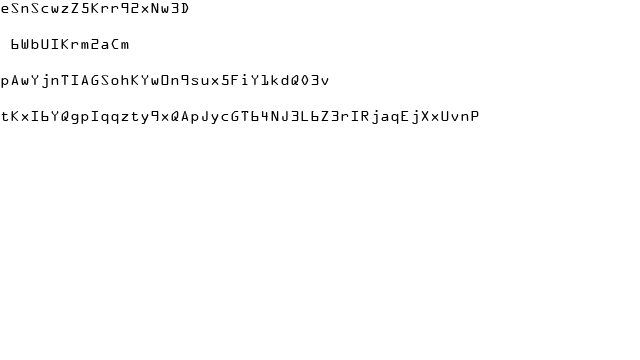 eSnScwzZ5Krr92xNw3D
6WbUIKrm2aCm
pAwYjnTIAGSohKYwOn9sux5FiY1kdQ03v
tKxI6YQgpIqqzty9xQApJycGT64NJ3L6Z3rIRjaqEjXxUvnP